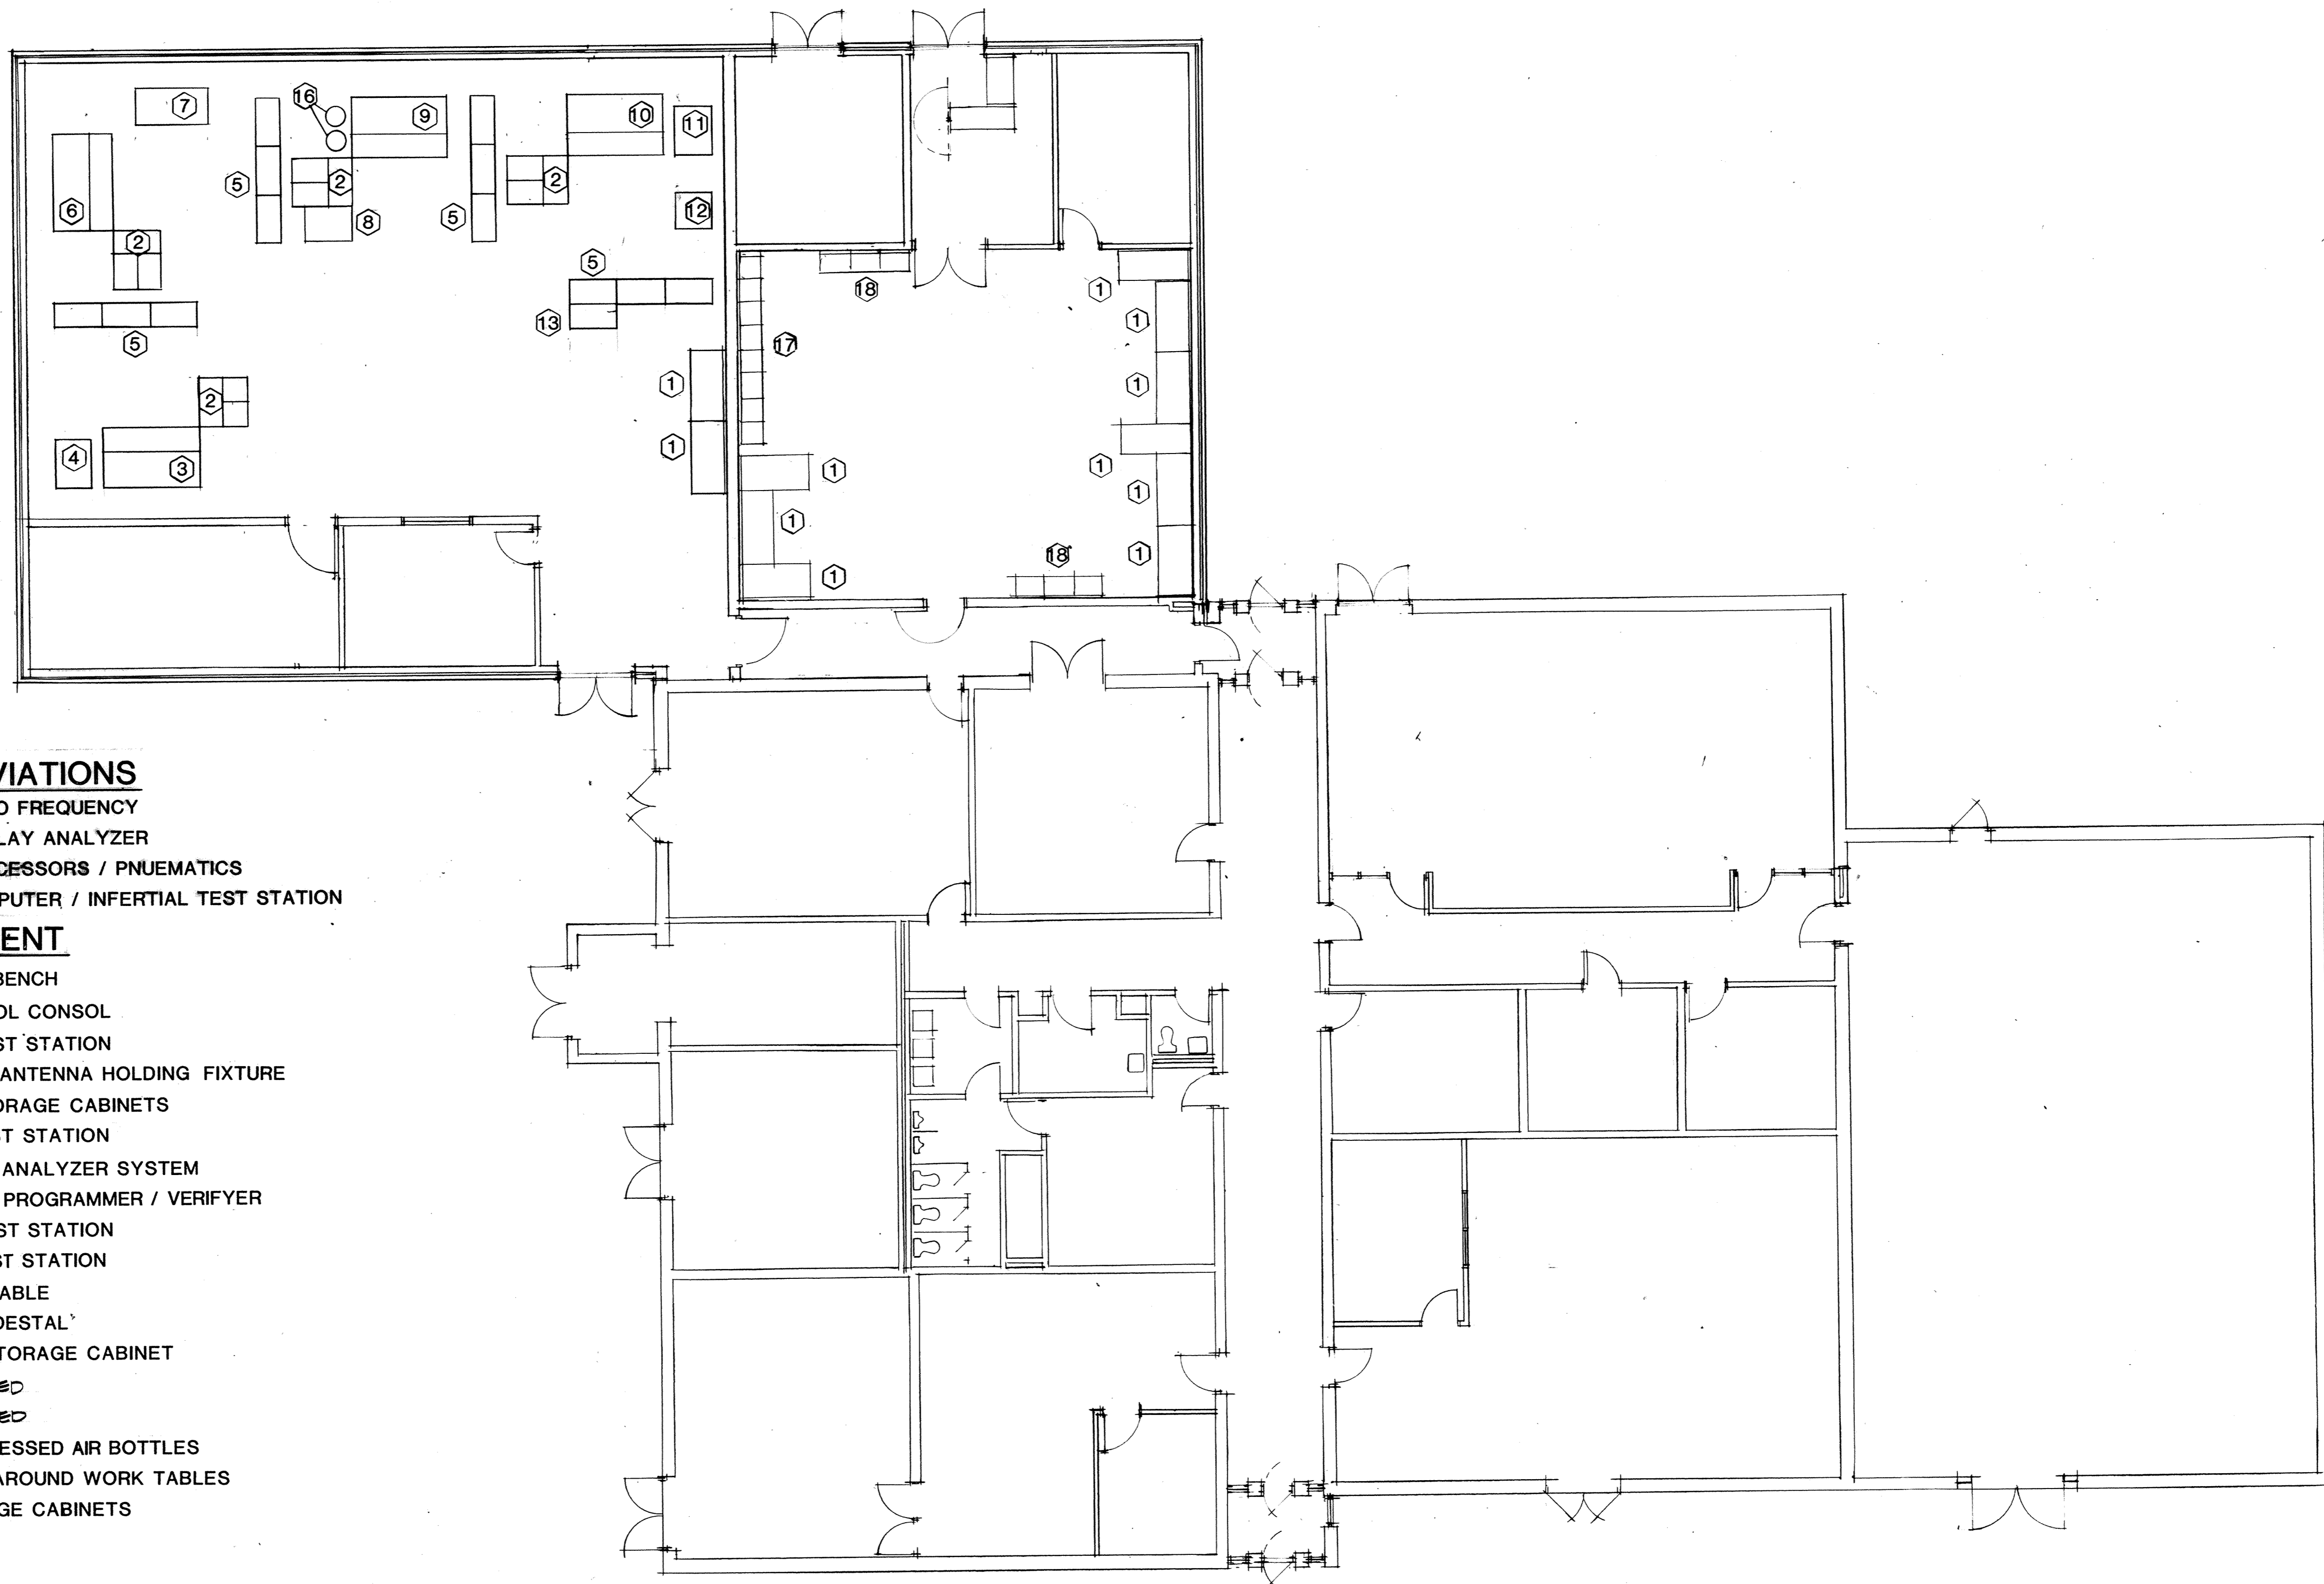 7
16
9
10
11
5
2
2
12
6
5
8
2
5
18
1
13
17
1
5
1
1
2
1
4
3
1
1
1
1
18
1
1
VIATIONS
O FREQUENCY
LAY ANALYZER
CESSORS / PNUEMATICS
PUTER / INFERTIAL TEST STATION
ENT
BENCH
OL CONSOL
ST STATION
ANTENNA HOLDING FIXTURE
ORAGE CABINETS
ST STATION
ANALYZER SYSTEM
PROGRAMMER / VERIFYER
EST STATION
ST STATION
ABLE
DESTAL
TORAGE CABINET
ED
ED
ESSED AIR BOTTLES
AROUND WORK TABLES
GE CABINETS